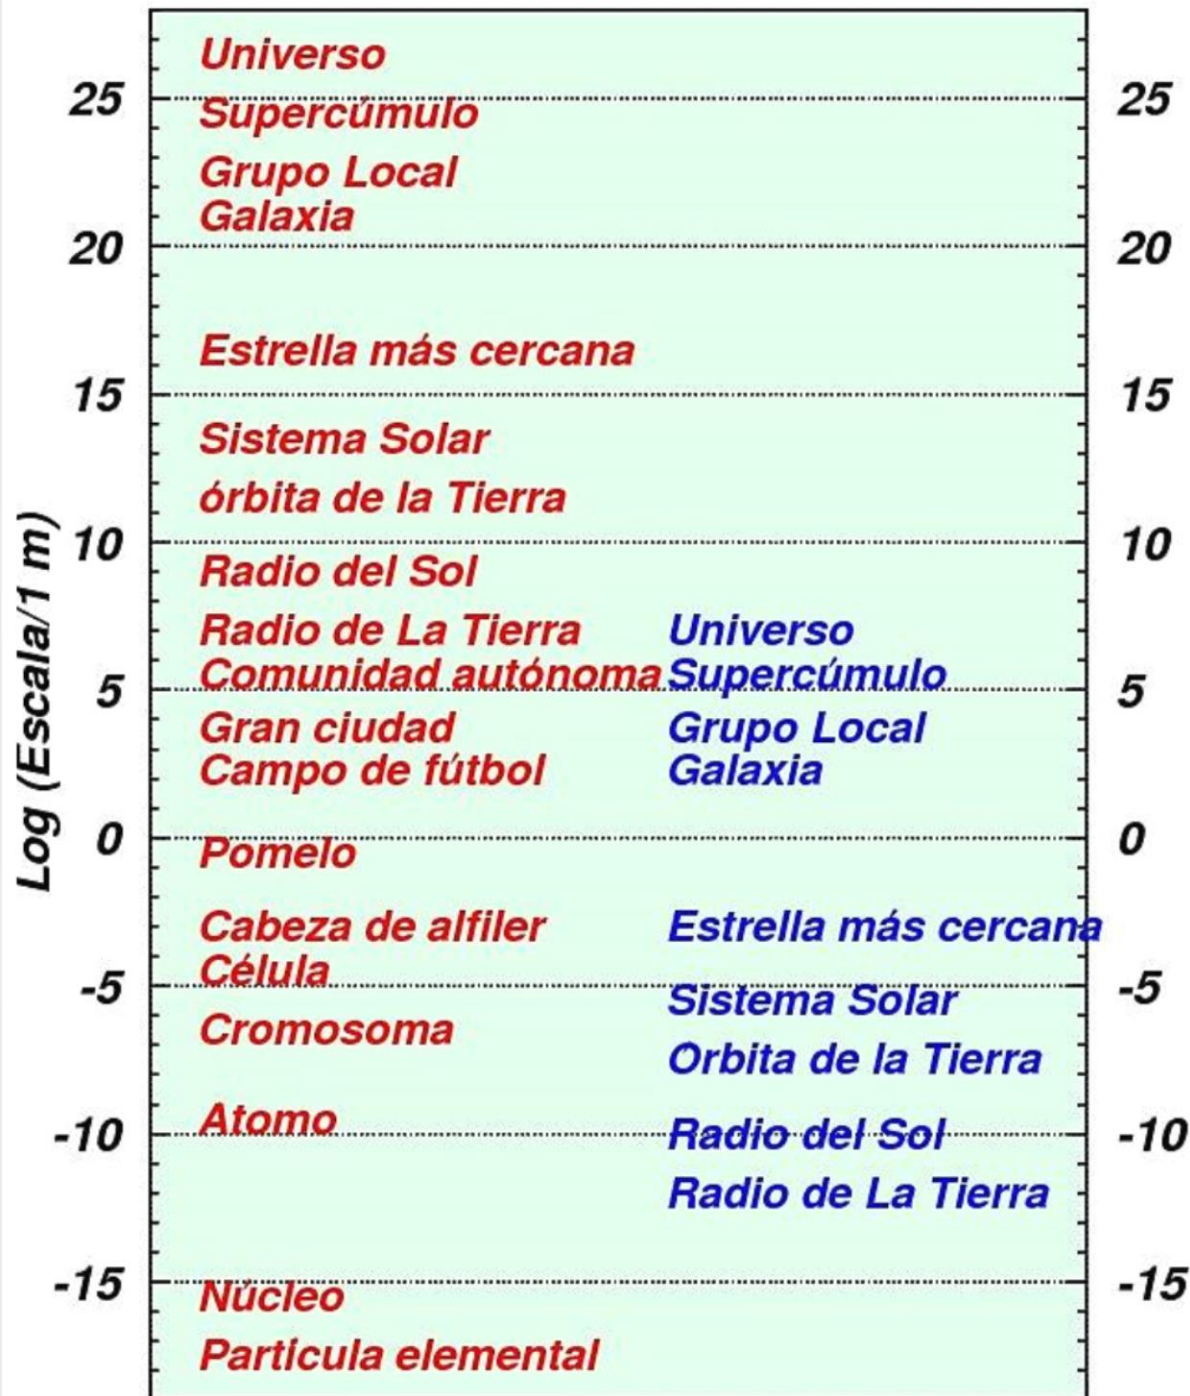 Universo
25 25
Supercúmulo
Grupo Local
Galaxia
20 20
Estrella más cercana
15 15
Sistema Solar
órbita de la Tierra
10 10
Radio del Sol
Radio de La Tierra Universo
Comunidad autónoma Supercúmulo
5 5
Gran ciudad Grupo Local
Campo de fútbol Galaxia
0 0
Pomelo
Cabeza de alfiler Estrella más cercana
Célula
-5 -5
Sistema Solar
Cromosoma
Orbita de la Tierra
Atomo
-10 Radio del Sol -10
Radio de La Tierra
-15 -15
Núcleo
Particula elemental
Log (Escala/1 m)